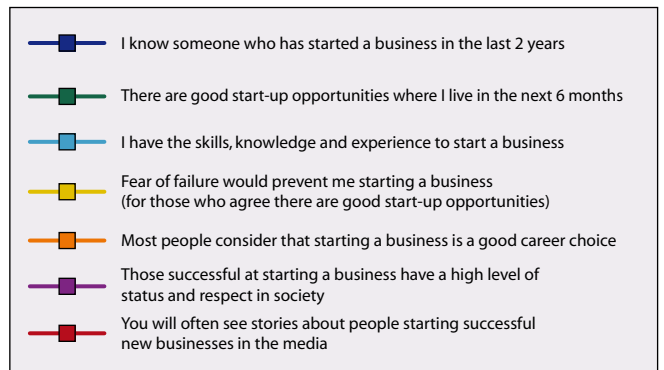 I know someone who has started a business in the last 2 years
There are good start-up opportunities where I live in the next 6 months
I have the skills, knowledge and experience to start a business
Fear of failure would prevent me starting a business
(for those who agree there are good start-up opportunities)
Most people consider that starting a business is a good career choice
Those successful at starting a business have a high level of
status and respect in society
You will often see stories about people starting successful
new businesses in the media